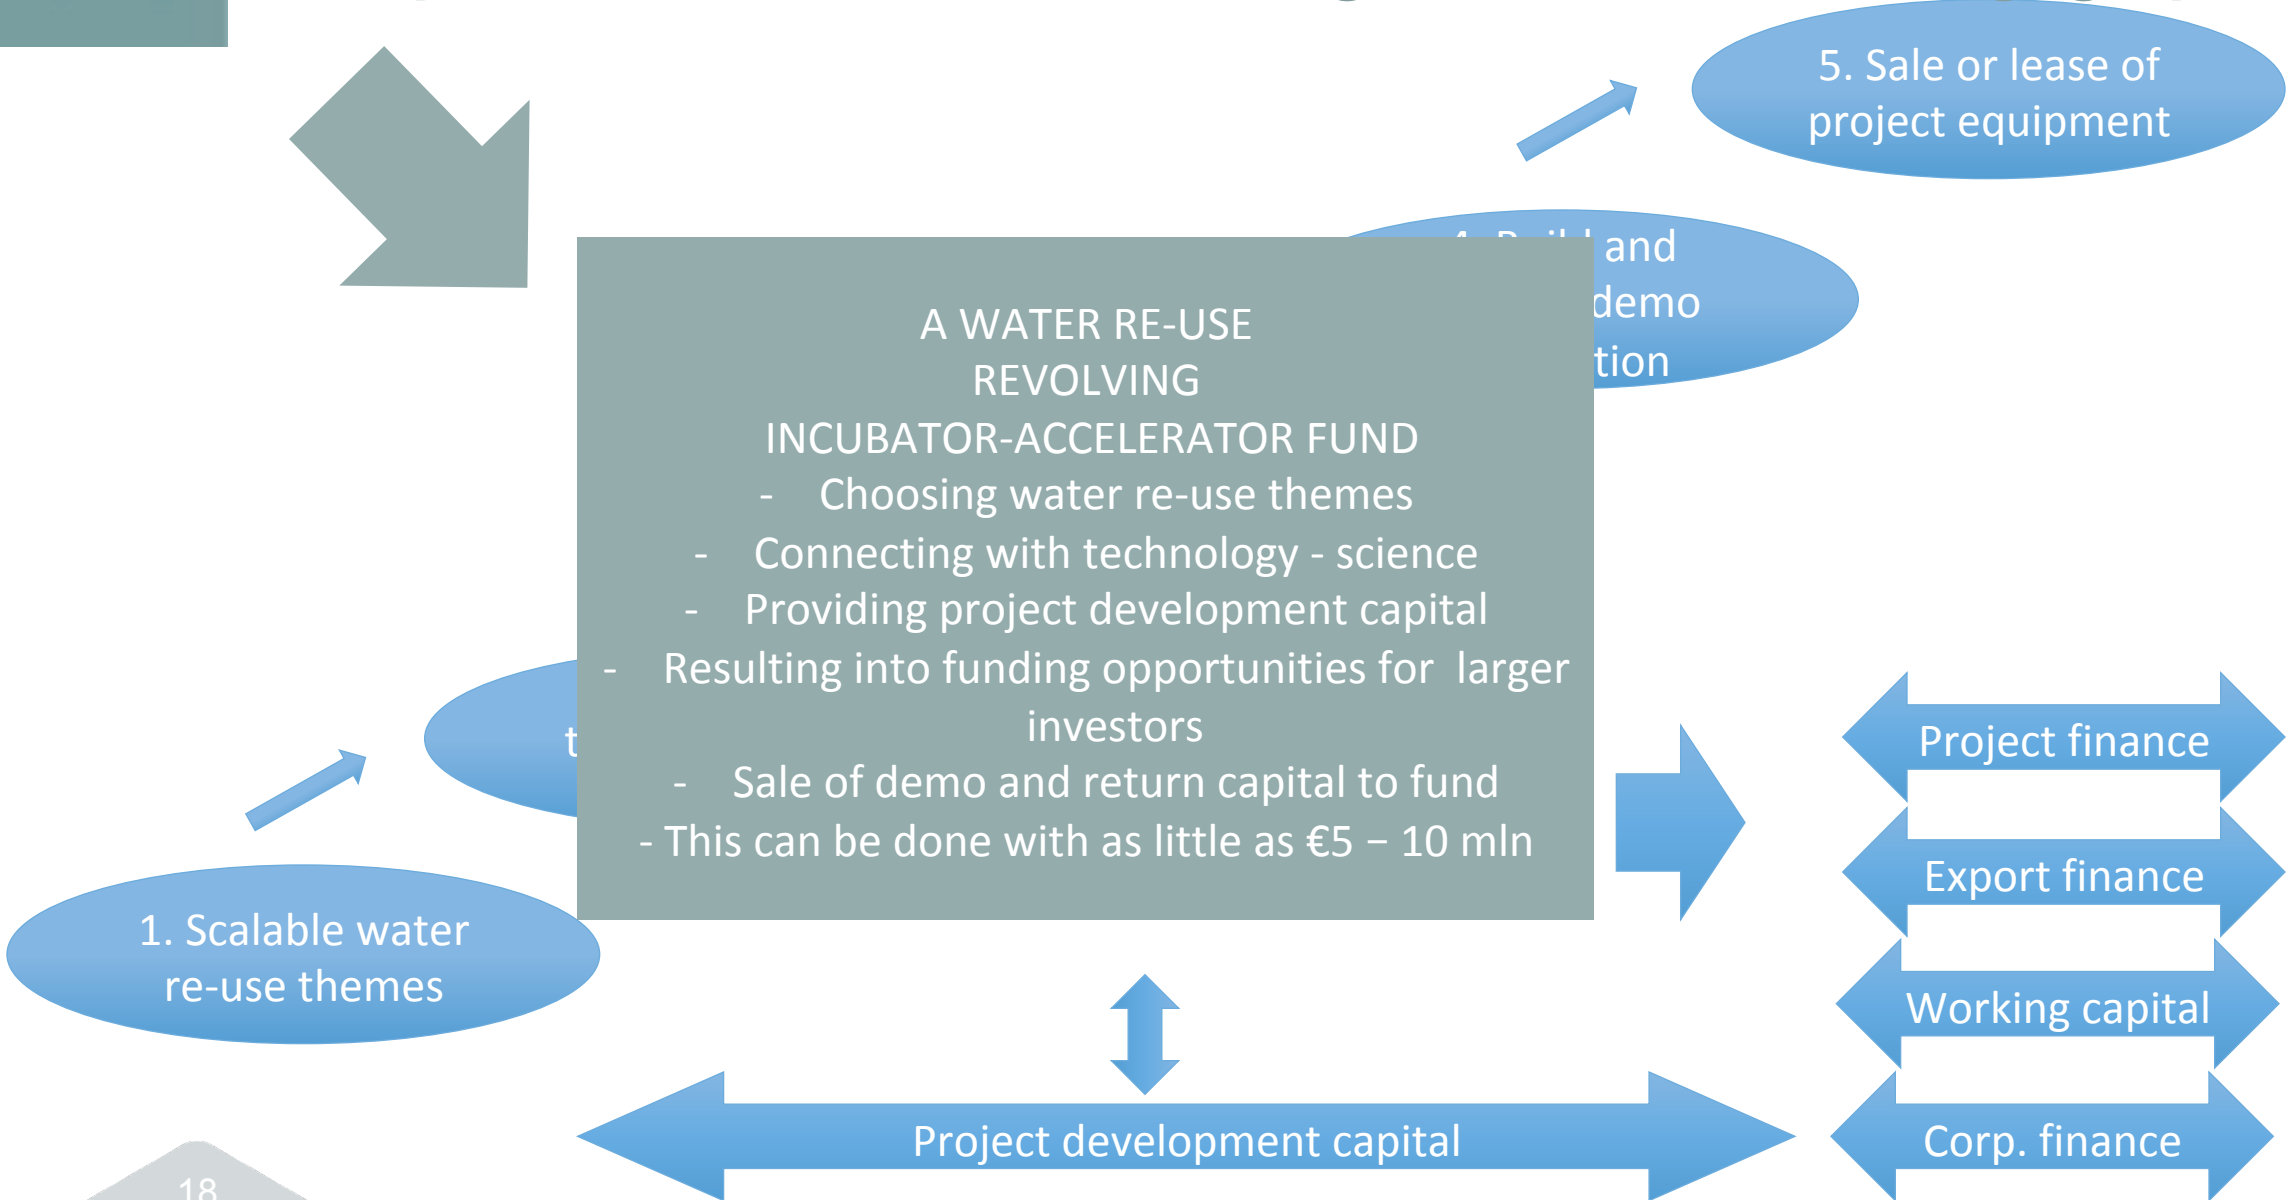 5. Sale or lease of
project equipment
and
demo
A WATER RE-USE
REVOLVING
INCUBATOR-ACCELERATOR FUND
- Choosing water re-use themes
- Connecting with technology - science
- Providing project development capital
- Resulting into funding opportunities for larger
investors
- Sale of demo and return capital to fund
- This can be done with as little as €5 – 10 mln
1. Scalable water
re-use themes
Project finance
Export finance
Working capital
Corp. finance
Project development capital
18